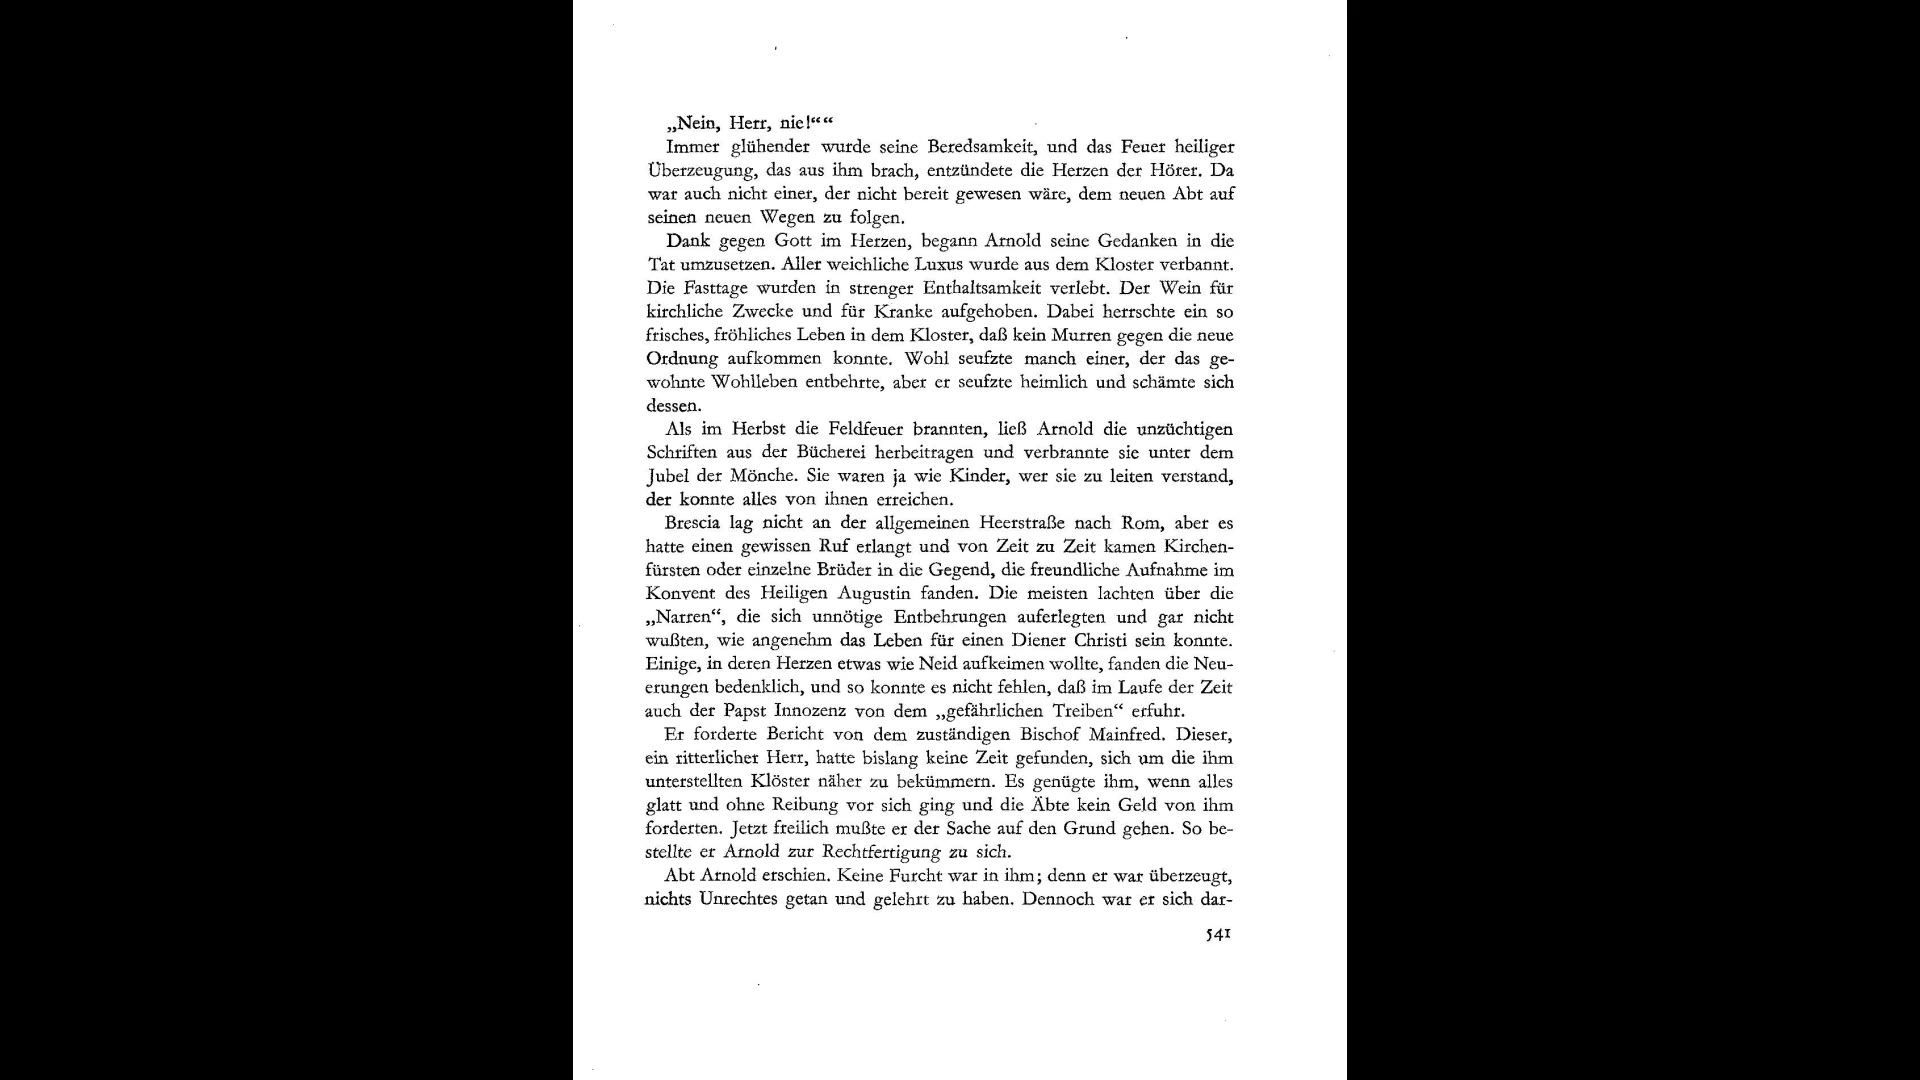 „Nein, Herr, nie!““
Immer glühender wurde seine Beredsamkeit, und das Feuer heiliger
Überzeugung, das aus ihm brach, entzündete die Herzen der Hörer. Da
war auch nicht einer, der nicht bereit gewesen wäre, dem neuen Abt auf
seinen neuen Wegen zu folgen.
Dank gegen Gott im Herzen, begann Arnold seine Gedanken in die
Tat umzusetzen. Aller weichliche Luxus wurde aus dem Kloster verbannt.
Die Fasttage wurden in strenger Enthaltsamkeit verlebt. Der Wein für
kirchliche Zwecke und für Kranke aufgehoben. Dabei herrschte ein so
frisches, fröhliches Leben in dem Kloster, daß kein Murren gegen die neue
Ordnung aufkommen konnte. Wohl seufzte manch einer, der das ge-
wohnte Wohlleben entbehrte, aber er seufzte heimlich und schämte sich
dessen.
Als im Herbst die Feldfeuer brannten, ließ Arnold die unzüchtigen
Schriften aus der Bücherei herbeitragen und verbrannte sie unter dem
Jubel der Mönche. Sie waren ja wie Kinder, wer sie zu leiten verstand,
der konnte alles von ihnen erreichen.
Brescia lag nicht an der allgemeinen Heerstraße nach Rom, aber es
hatte einen gewissen Ruf erlangt und von Zeit zu Zeit kamen Kirchen-
fürsten oder einzelne Brüder in die Gegend, die freundliche Aufnahme im
Konvent des Heiligen Augustin fanden. Die meisten lachten über die
„Narren“, die sich unnötige Entbehrungen auferlegten und gar nicht
wußten, wie angenehm das Leben für einen Diener Christi sein konnte.
Einige, in deren Herzen etwas wie Neid aufkeimen wollte, fanden die Neu-
erungen bedenklich, und so konnte es nicht fehlen, daß im Laufe der Zeit
auch der Papst Innozenz von dem „gefährlichen Treiben“ erfuhr.
Er forderte Bericht von dem zuständigen Bischof Mainfred. Dieser,
ein ritterlicher Herr, hatte bislang keine Zeit gefunden, sich um die ihm
unterstellten Klöster näher zu bekümmern. Es genügte ihm, wenn alles
glatt und ohne Reibung vor sich ging und die Äbte kein Geld von ihm
forderten. Jetzt freilich mußte er der Sache auf den Grund gehen. So be-
stellte er Arnold zur Rechtfertigung zu sich.
Abt Arnold erschien. Keine Furcht war in ihm; denn er war überzeugt,
nichts Unrechtes getan und gelehrt zu haben. Dennoch war er sich dar-
541